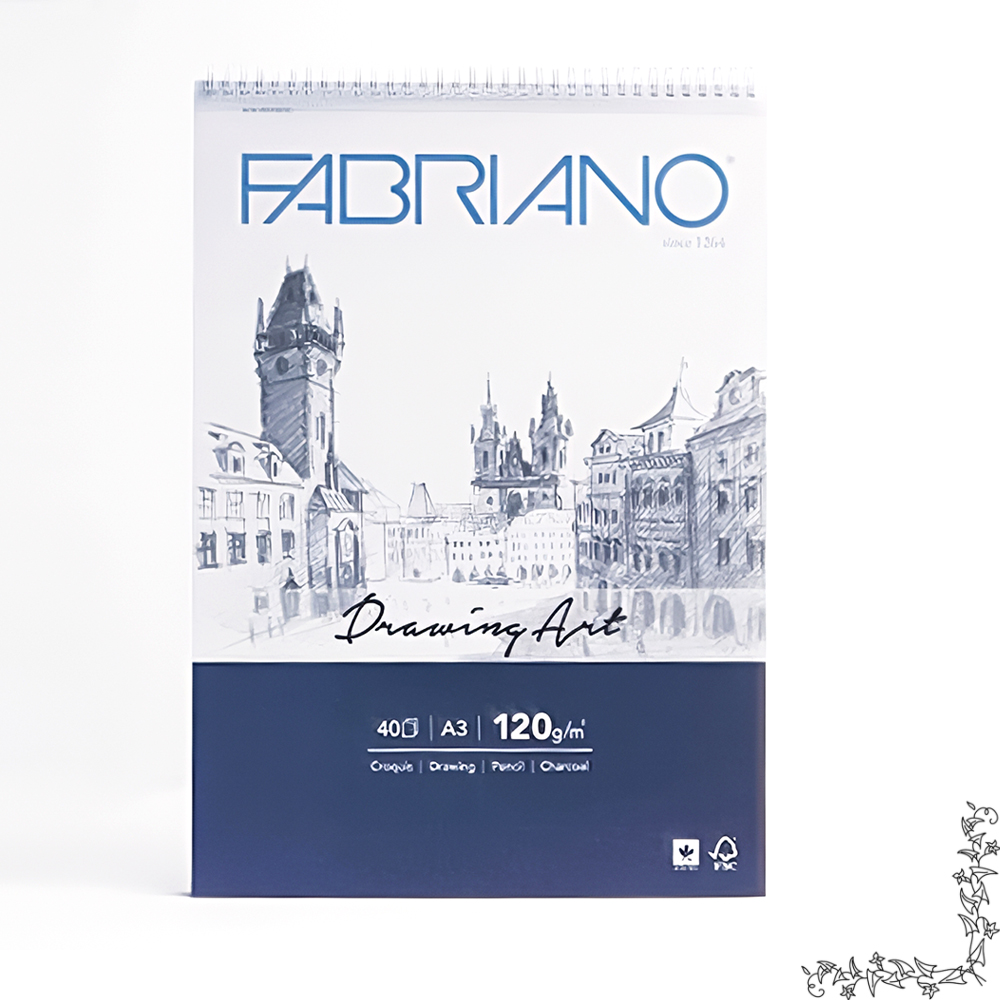 FABRIANO
since 1264
Drawing Art
40 | A3 | 120g/m²
Croquis | Drawing | Pencil | Charcoal
FSC